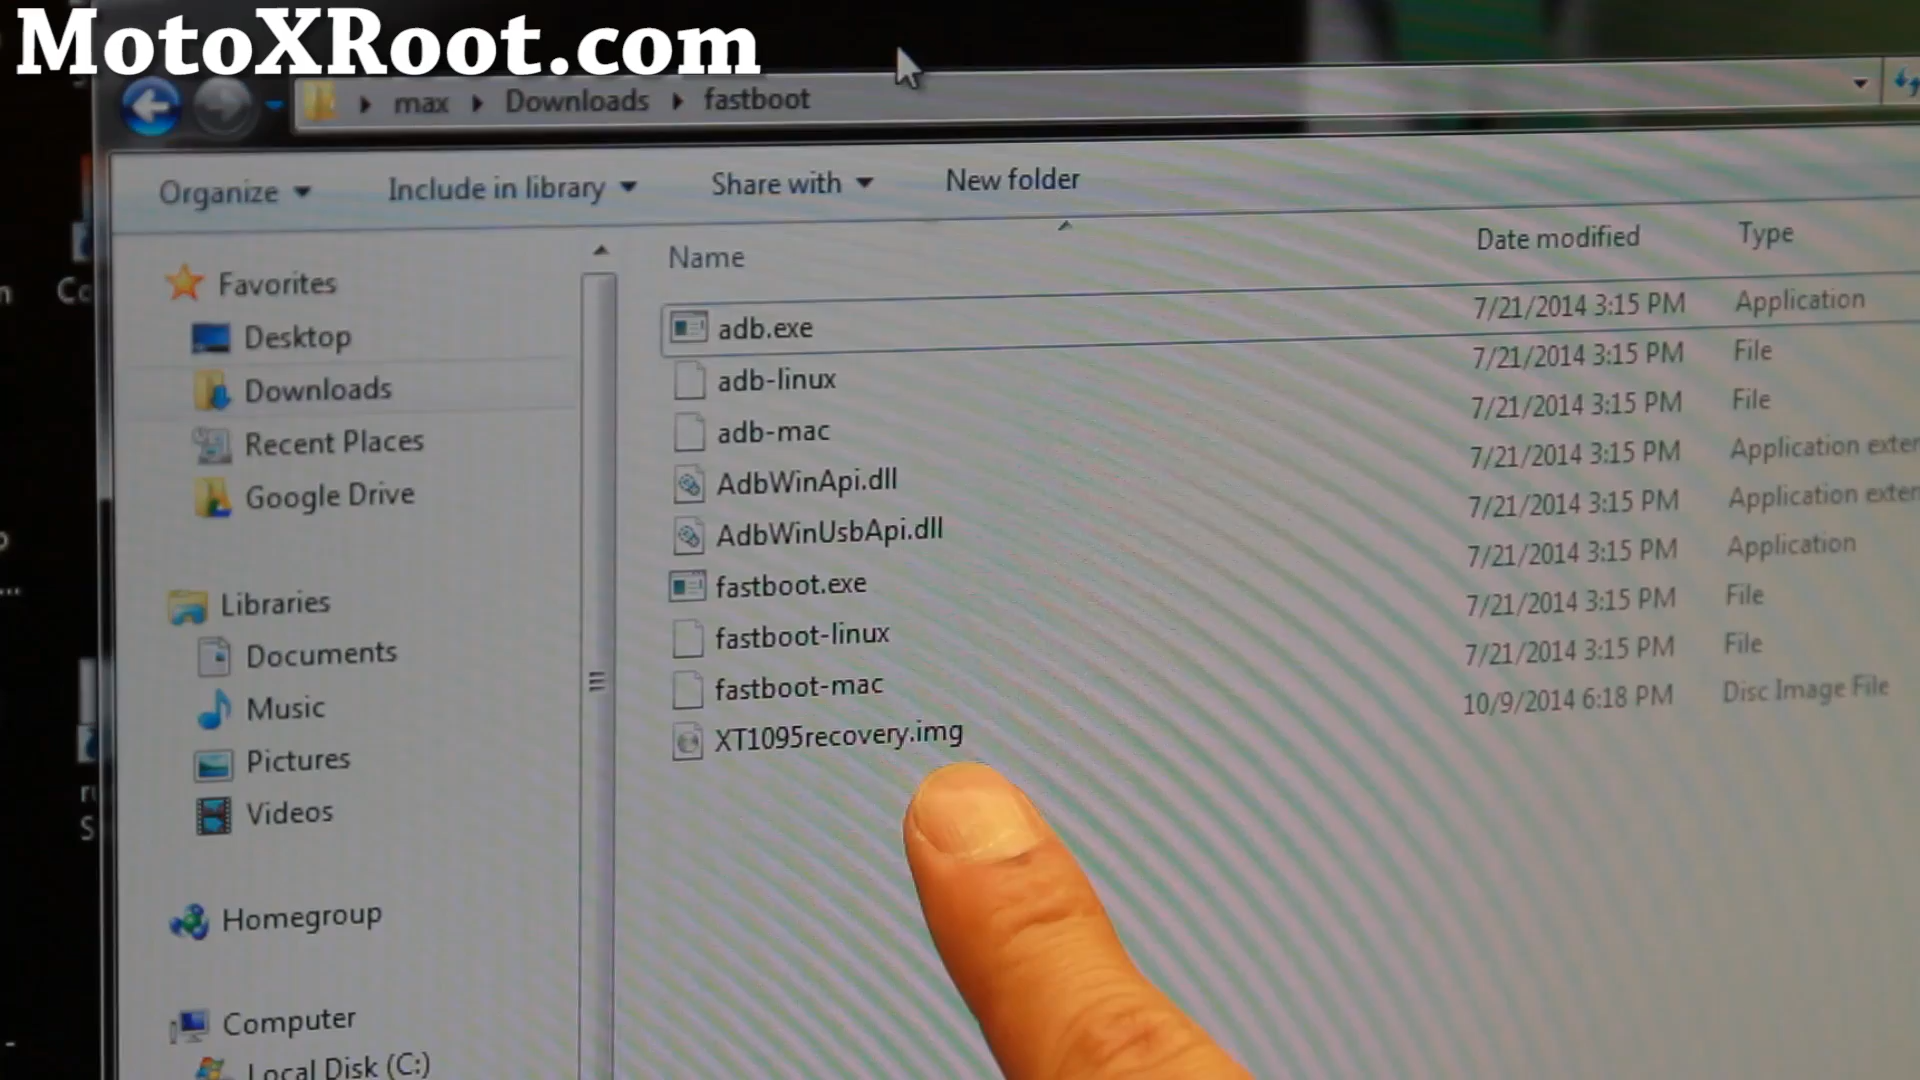 MotoXRoot.com
max Downloads fastboot
Organize Include in library Share with New folder
Name Date modified Type
Favorites
Desktop
Downloads
Recent Places
Google Drive
Libraries
Documents
Music
Pictures
Videos
Homegroup
Computer
Local Disk (C:)
adb.exe 7/21/2014 3:15 PM Application
adb-linux 7/21/2014 3:15 PM File
adb-mac 7/21/2014 3:15 PM File
AdbWinApi.dll 7/21/2014 3:15 PM Application exter
AdbWinUsbApi.dll 7/21/2014 3:15 PM Application exter
fastboot.exe 7/21/2014 3:15 PM Application
fastboot-linux 7/21/2014 3:15 PM File
fastboot-mac 7/21/2014 3:15 PM File
XT1095recovery.img 10/9/2014 6:18 PM Disc Image File